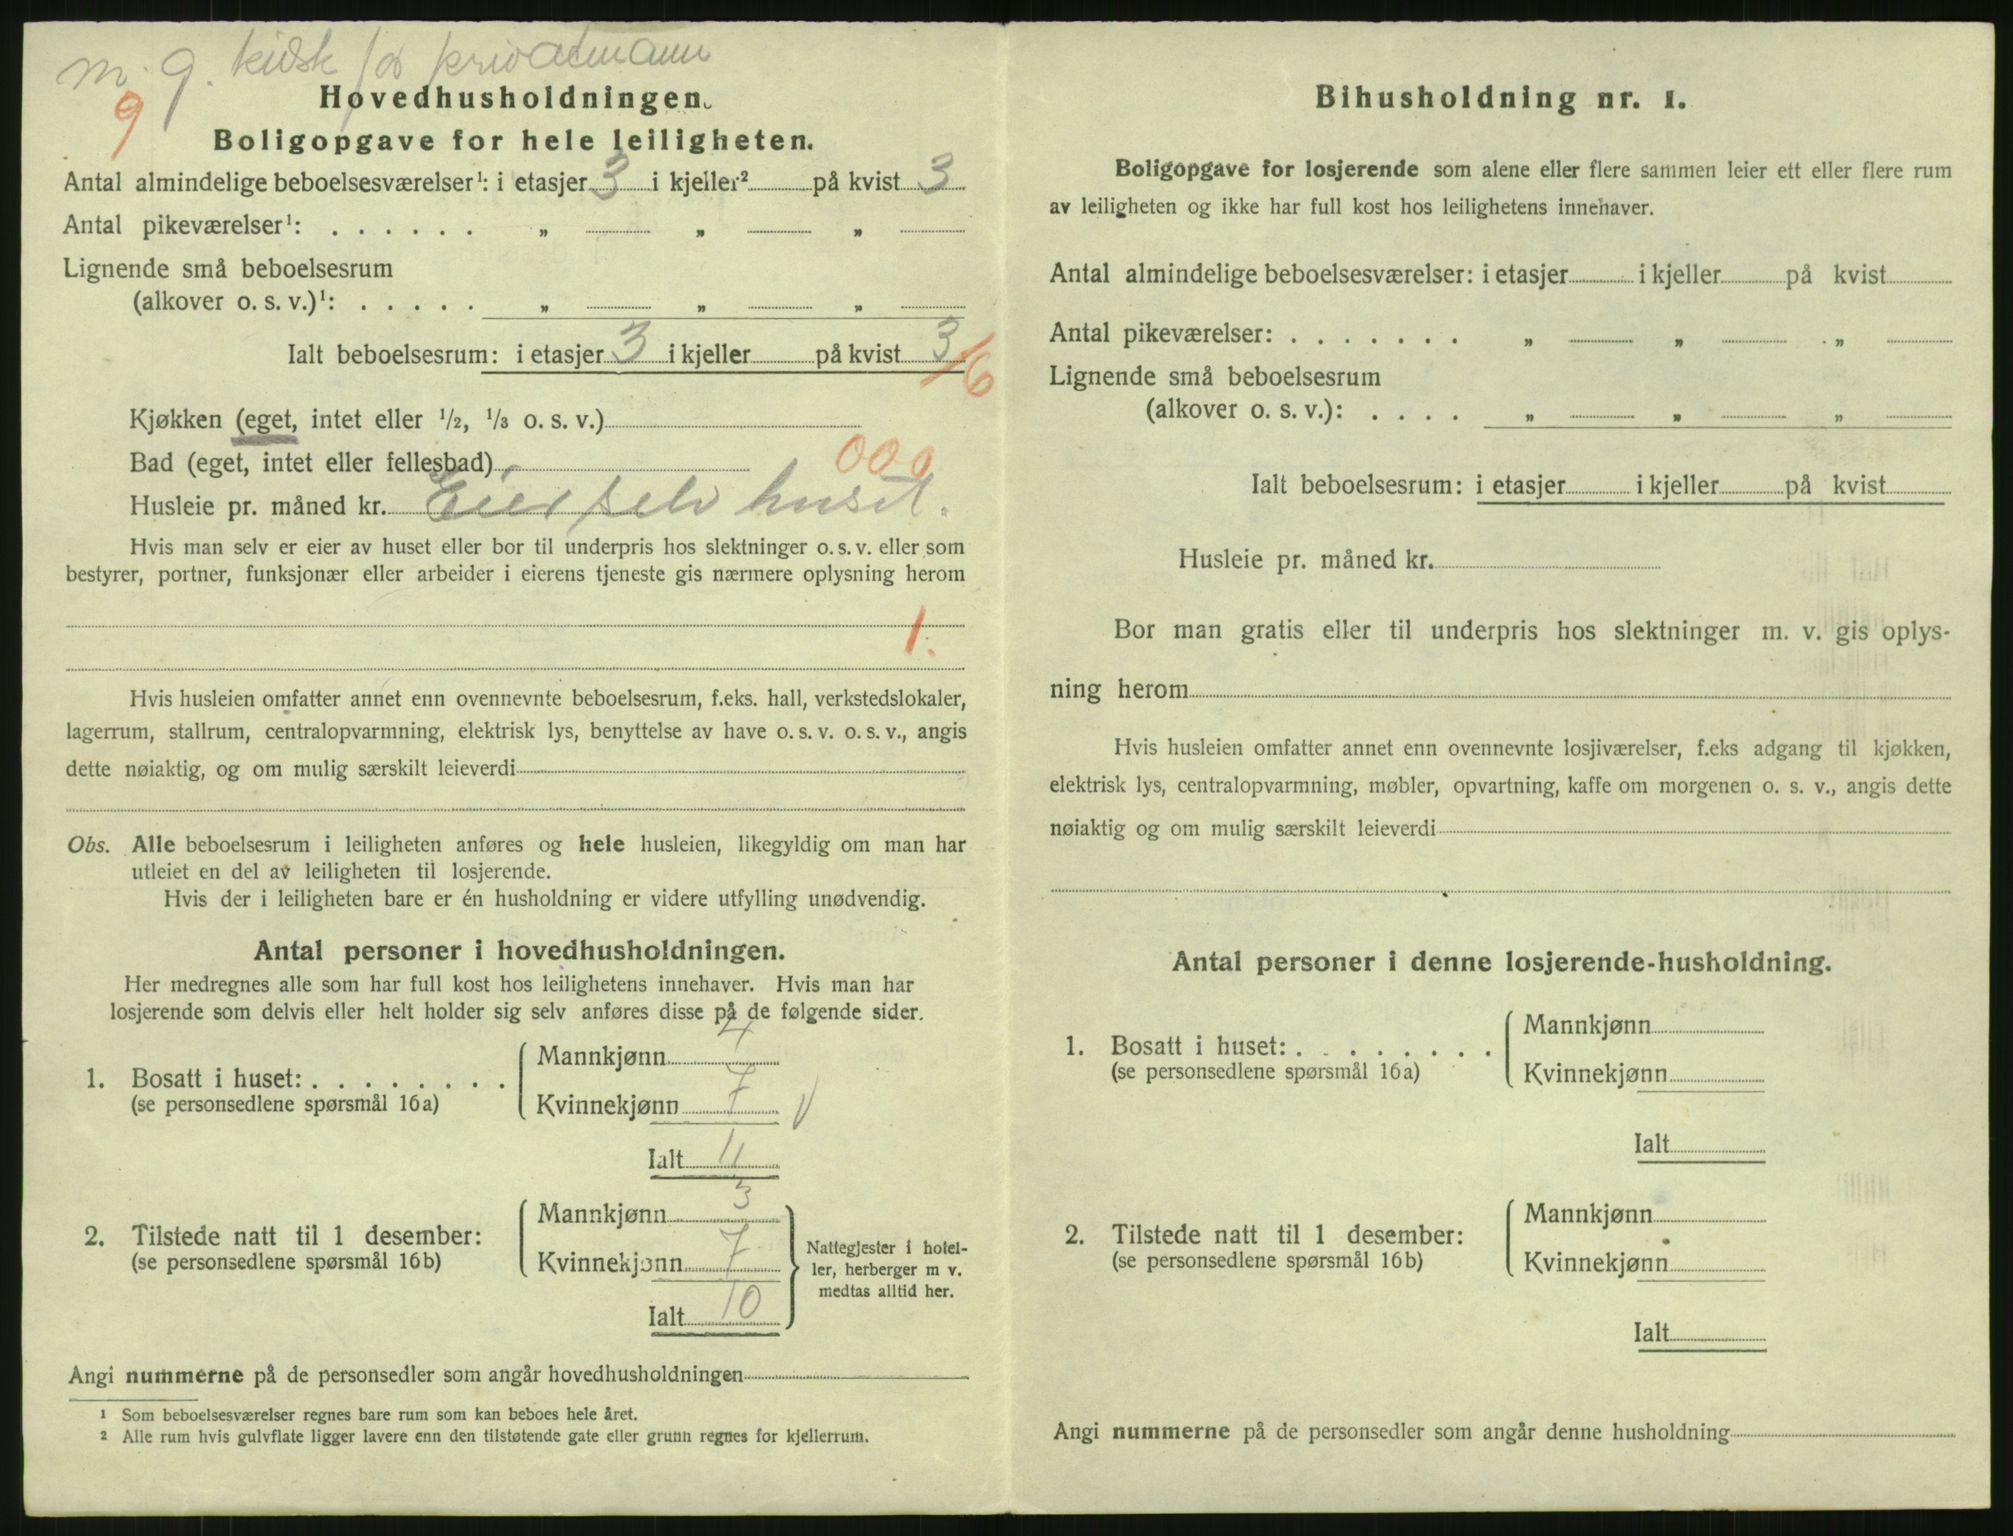 m. 9. kiosk for privatmann
9
Hovedhusholdningen.
Boligopgave for hele leiligheten.
Antal almindelige beboelsesværelser¹: i etasjer 3 i kjeller² på kvist 3
Antal pikeværelser¹: . . . . . . „ „ „
Lignende små beboelsesrum
(alkover o. s. v.)¹: . . . . . „ „ „
Ialt beboelsesrum: i etasjer 3 i kjeller på kvist 3/6
Kjøkken (eget, intet eller 1/2, 1/3 o. s. v.)
Bad (eget, intet eller fellesbad) 000
Husleie pr. måned kr. Eier selv huset.
Hvis man selv er eier av huset eller bor til underpris hos slektninger o. s. v. eller som
bestyrer, portner, funksjonær eller arbeider i eierens tjeneste gis nærmere oplysning herom
1.
Hvis husleien omfatter annet enn ovennevnte beboelsesrum, f.eks. hall, verkstedslokaler,
lagerrum, stallrum, centralopvarmning, elektrisk lys, benyttelse av have o. s. v. o. s. v., angis
dette nøiaktig, og om mulig særskilt leieverdi
Obs. Alle beboelsesrum i leiligheten anføres og hele husleien, likegyldig om man har
utleiet en del av leiligheten til losjerende.
Hvis der i leiligheten bare er én husholdning er videre utfylling unødvendig.
Antal personer i hovedhusholdningen.
Her medregnes alle som har full kost hos leilighetens innehaver. Hvis man har
losjerende som delvis eller helt holder sig selv anføres disse på de følgende sider.
1. Bosatt i huset: . . . . . . . . Mannkjønn 4
(se personsedlene spørsmål 16a) Kvinnekjønn 7
Ialt 11
2. Tilstede natt til 1 desember: Mannkjønn 3
(se personsedlene spørsmål 16b) Kvinnekjønn 7
Ialt 10
Nattegjester i hotel-
ler, herberger m v.
medtas alltid her.
Angi nummerne på de personsedler som angår hovedhusholdningen
¹ Som beboelsesværelser regnes bare rum som kan beboes hele året.
² Alle rum hvis gulvflate ligger lavere enn den tilstøtende gate eller grunn regnes for kjellerrum.
Bihusholdning nr. 1.
Boligopgave for losjerende som alene eller flere sammen leier ett eller flere rum
av leiligheten og ikke har full kost hos leilighetens innehaver.
Antal almindelige beboelsesværelser: i etasjer i kjeller på kvist
Antal pikeværelser: . . . . . . . „ „ „
Lignende små beboelsesrum
(alkover o. s. v.): . . . . „ „ „
Ialt beboelsesrum: i etasjer i kjeller på kvist
Husleie pr. måned kr.
Bor man gratis eller til underpris hos slektninger m. v. gis oplys-
ning herom
Hvis husleien omfatter annet enn ovennevnte losjiværelser, f.eks adgang til kjøkken,
elektrisk lys, centralopvarmning, møbler, opvartning, kaffe om morgenen o. s. v., angis dette
nøiaktig og om mulig særskilt leieverdi
Antal personer i denne losjerende-husholdning.
1. Bosatt i huset: . . . . . . . . Mannkjønn
(se personsedlene spørsmål 16a) Kvinnekjønn
Ialt
2. Tilstede natt til 1 desember: Mannkjønn
(se personsedlene spørsmål 16b) Kvinnekjønn
Ialt
Angi nummerne på de personsedler som angår denne husholdning